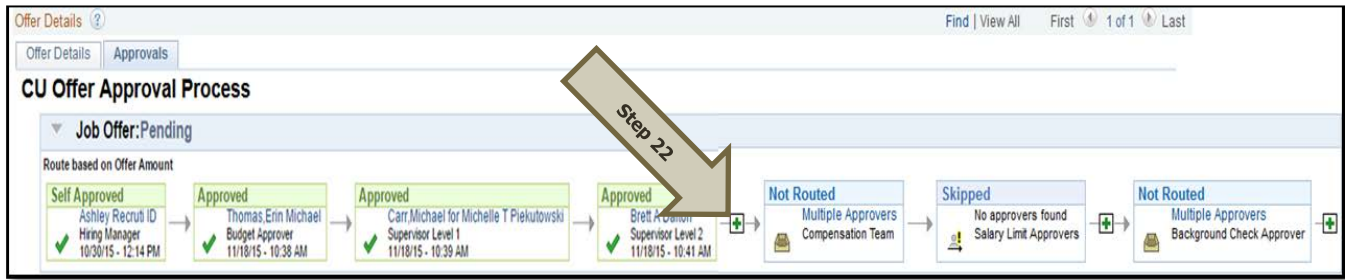 Offer Details ?
Find | View All First 1 of 1 Last
Offer Details Approvals
CU Offer Approval Process
Job Offer:Pending
Route based on Offer Amount
Self Approved
Ashley Recruti ID
Hiring Manager
10/30/15 - 12:14 PM
Approved
Thomas,Erin Michael
Budget Approver
11/18/15 - 10:38 AM
Approved
Carr,Michael for Michelle T Piekutowski
Supervisor Level 1
11/18/15 - 10:39 AM
Approved
Brett A Dalton
Supervisor Level 2
11/18/15 - 10:41 AM
Step 22
Not Routed
Multiple Approvers
Compensation Team
Skipped
No approvers found
Salary Limit Approvers
Not Routed
Multiple Approvers
Background Check Approver